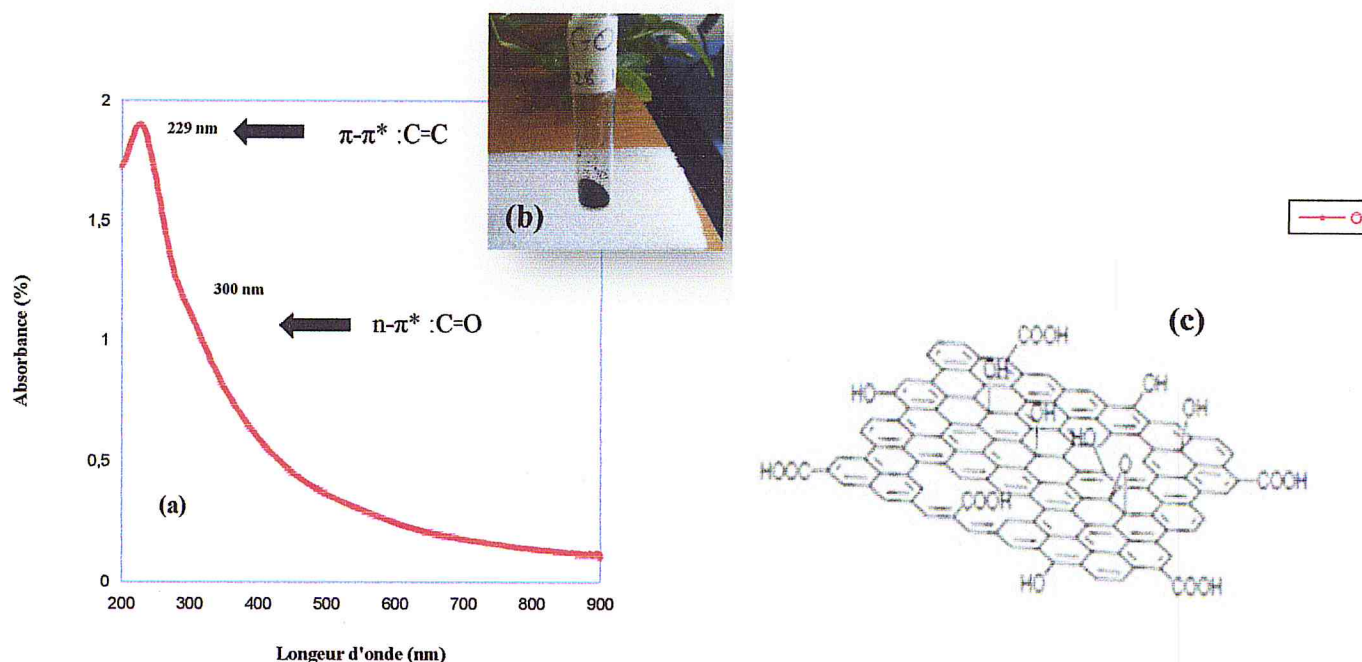 2
1,5
1
0,5
0
200 300 400 500 600 700 800 900
Absorbance (%)
Longeur d'onde (nm)
229 nm
π-π* :C=C
300 nm
n-π* :C=O
(a)
(b)
(c)
O
COOH
OH
HO
OH
OH
OH
HO
O
HOOC
COOH
COOH
HO
COOH